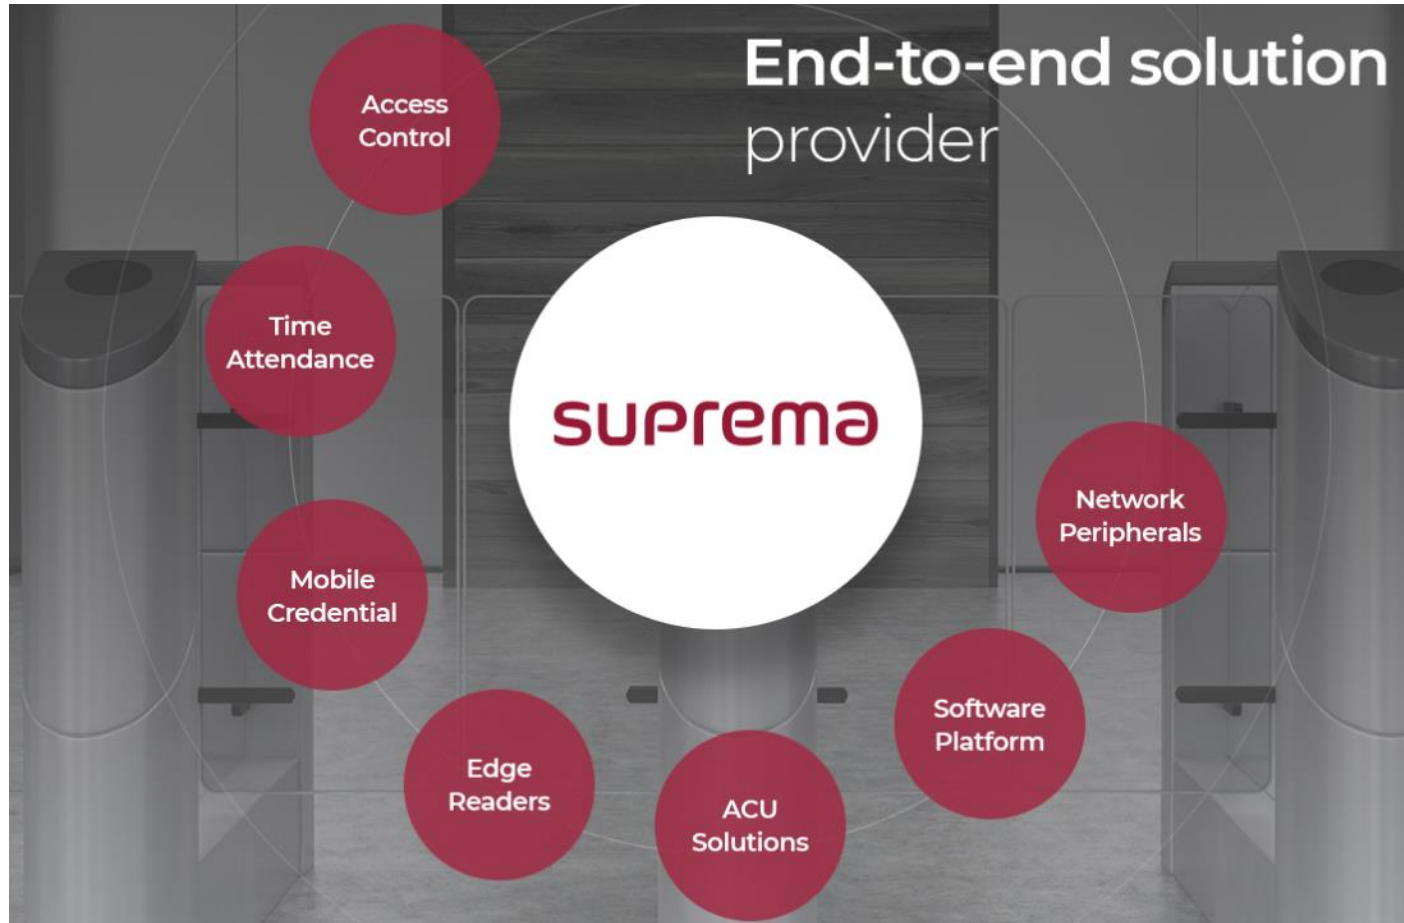 End-to-end solution
provider
Access
Control
Time
Attendance
Mobile
Credential
Edge
Readers
ACU
Solutions
Software
Platform
Network
Peripherals
suprema